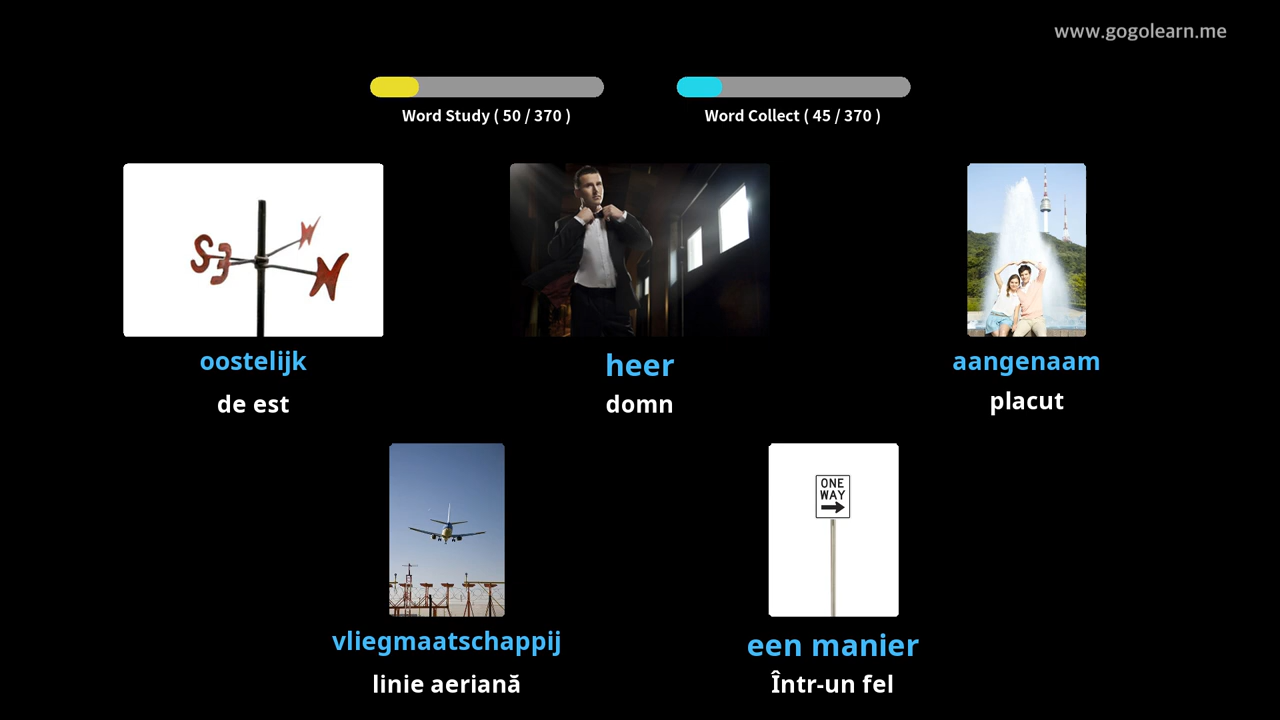 www.gogolearn.me
Word Study ( 50 / 370 )
Word Collect ( 45 / 370 )
S E W N
oostelijk
heer
aangenaam
de est
domn
placut
ONE
WAY
vliegmaatschappij
een manier
linie aeriană
Într-un fel